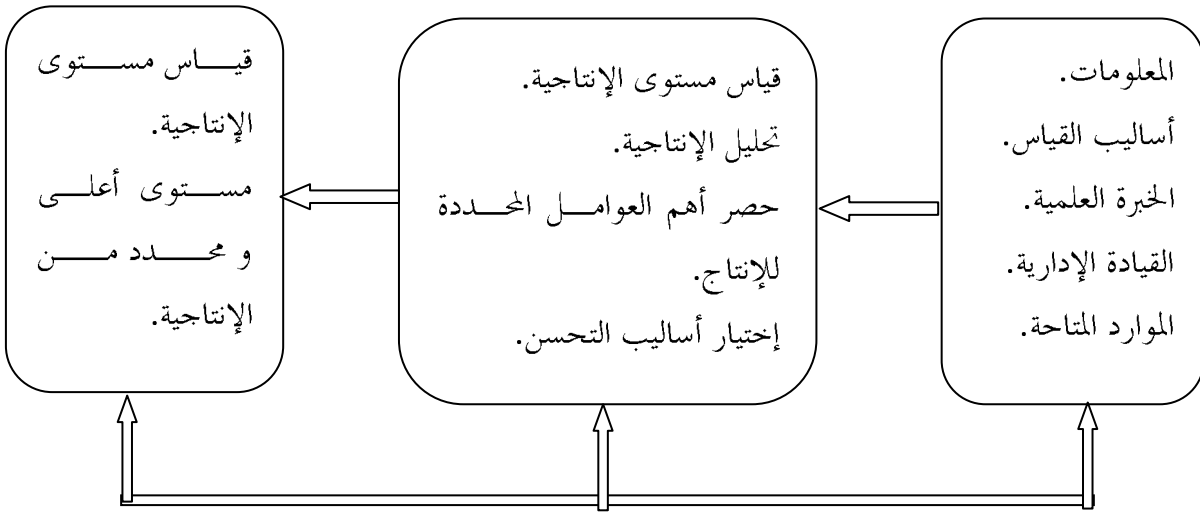 المعلومات.
أساليب القياس.
الخبرة العلمية.
القيادة الإدارية.
الموارد المتاحة.
قياس مستوى الإنتاجية.
تحليل الإنتاجية.
حصر أهم العوامل المحددة
للإنتاج.
إختيار أساليب التحسن.
قياس مستوى
الإنتاجية.
مستوى أعلى
و محدد من
الإنتاجية.